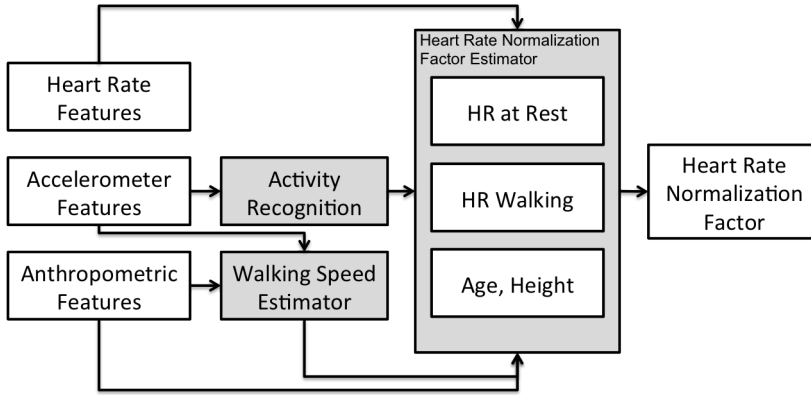 Heart Rate
Features
Accelerometer
Features
Anthropometric
Features
Activity
Recognition
Walking Speed
Estimator
Heart Rate Normalization
Factor Estimator
HR at Rest
HR Walking
Age, Height
Heart Rate
Normalization
Factor